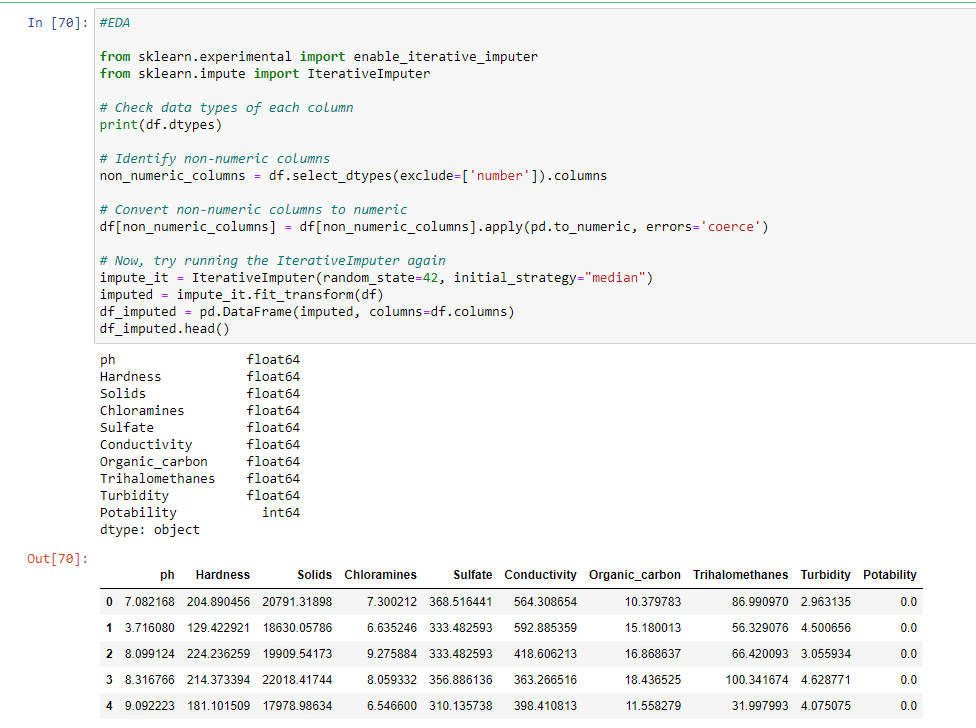 In [70]: #EDA
from sklearn.experimental import enable_iterative_imputer
from sklearn.impute import IterativeImputer
# Check data types of each column
print(df.dtypes)
# Identify non-numeric columns
non_numeric_columns = df.select_dtypes(exclude=['number']).columns
# Convert non-numeric columns to numeric
df[non_numeric_columns] = df[non_numeric_columns].apply(pd.to_numeric, errors='coerce')
# Now, try running the IterativeImputer again
impute_it = IterativeImputer(random_state=42, initial_strategy="median")
imputed = impute_it.fit_transform(df)
df_imputed = pd.DataFrame(imputed, columns=df.columns)
df_imputed.head()
ph float64
Hardness float64
Solids float64
Chloramines float64
Sulfate float64
Conductivity float64
Organic_carbon float64
Trihalomethanes float64
Turbidity float64
Potability int64
dtype: object
Out[70]:
ph Hardness Solids Chloramines Sulfate Conductivity Organic_carbon Trihalomethanes Turbidity Potability
0 7.082168 204.890456 20791.31898 7.300212 368.516441 564.308654 10.379783 86.990970 2.963135 0.0
1 3.716080 129.422921 18630.05786 6.635246 333.482593 592.885359 15.180013 56.329076 4.500656 0.0
2 8.099124 224.236259 19909.54173 9.275884 333.482593 418.606213 16.868637 66.420093 3.055934 0.0
3 8.316766 214.373394 22018.41744 8.059332 356.886136 363.266516 18.436525 100.341674 4.628771 0.0
4 9.092223 181.101509 17978.98634 6.546600 310.135738 398.410813 11.558279 31.997993 4.075075 0.0